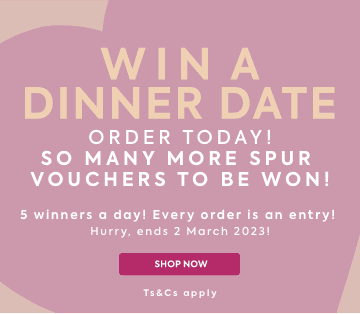 WIN A
DINNER DATE
ORDER TODAY!
SO MANY MORE SPUR
VOUCHERS TO BE WON!
5 winners a day! Every order is an entry!
Hurry, ends 2 March 2023!
SHOP NOW
Ts&Cs apply